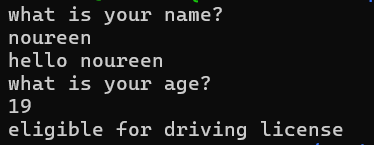 what is your name?
noureen
hello noureen
what is your age?
19
eligible for driving license